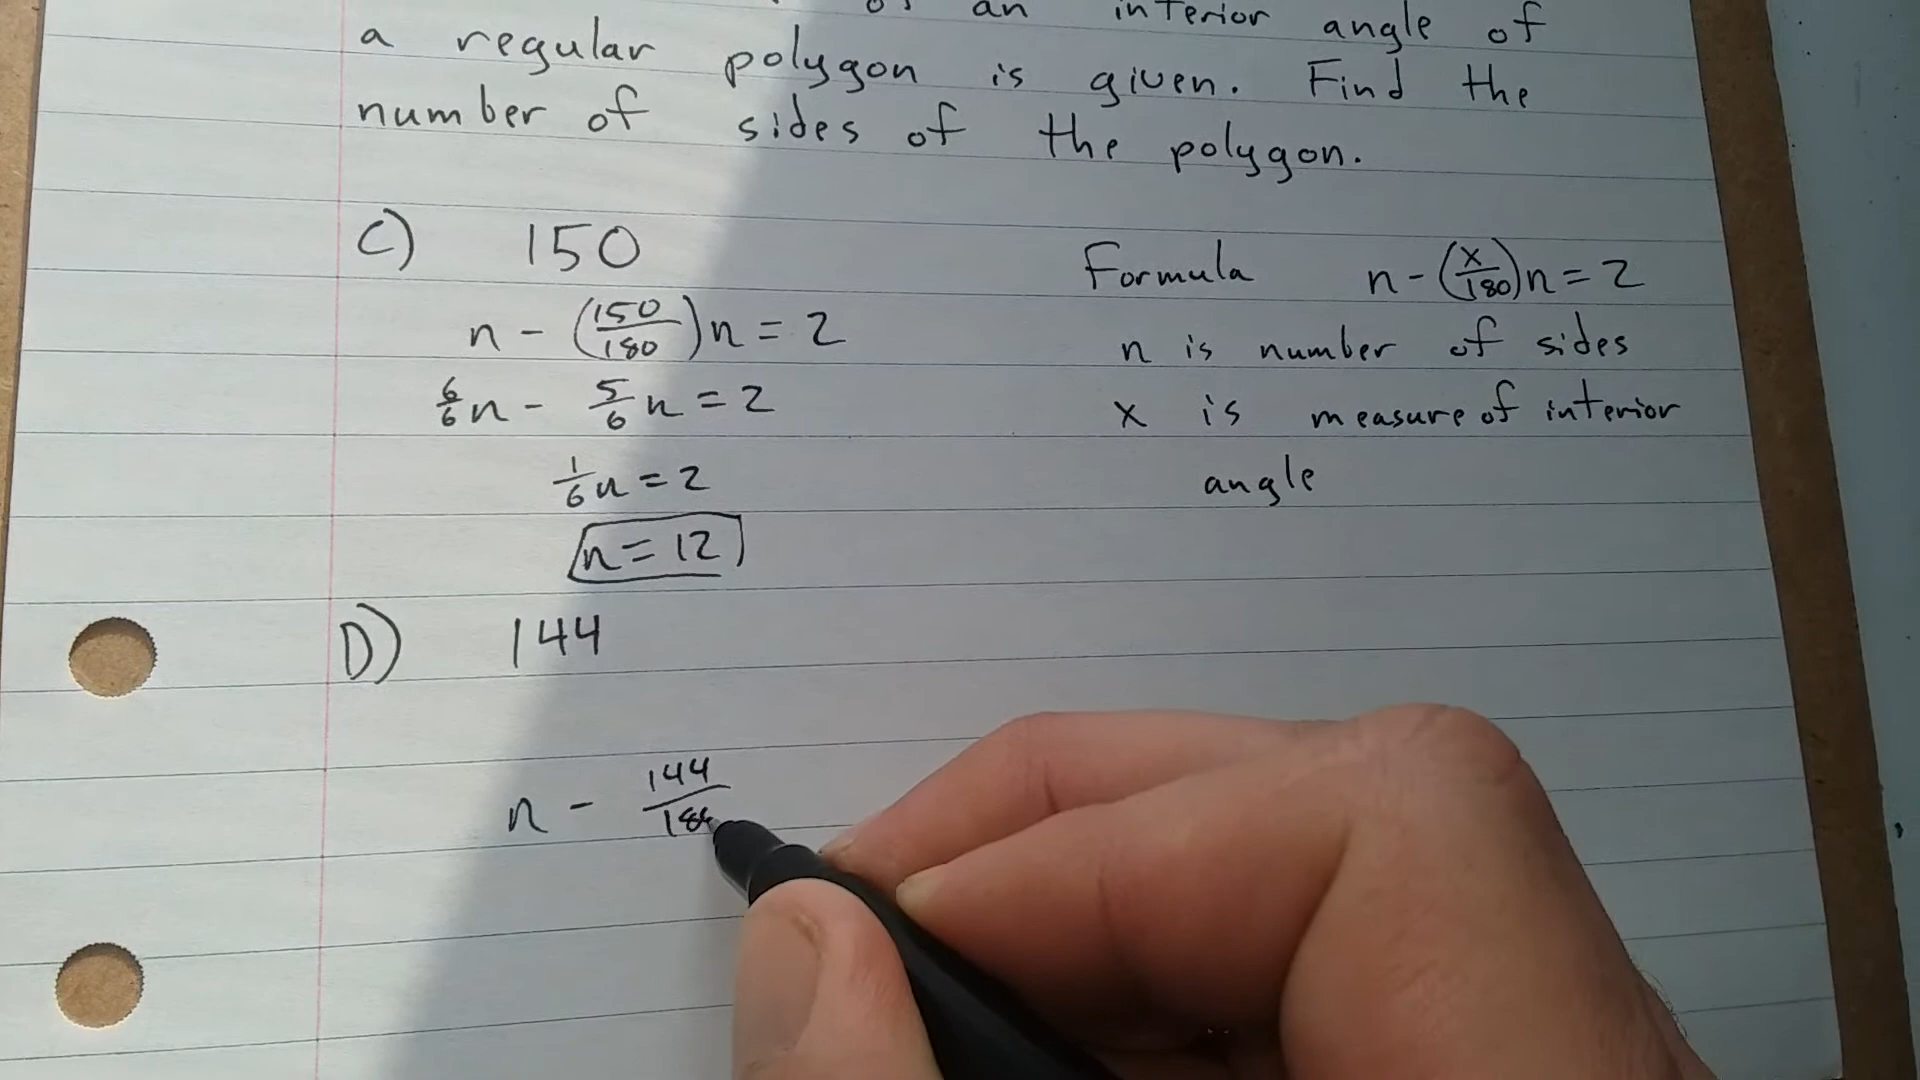 an interior angle of
a regular polygon is given. Find the
number of sides of the polygon.
C) 150
n - (150/180)n = 2
6/6 n - 5/6 n = 2
1/6 n = 2
n = 12
Formula n - (x/180)n = 2
n is number of sides
x is measure of interior
angle
D) 144
n - 144/180